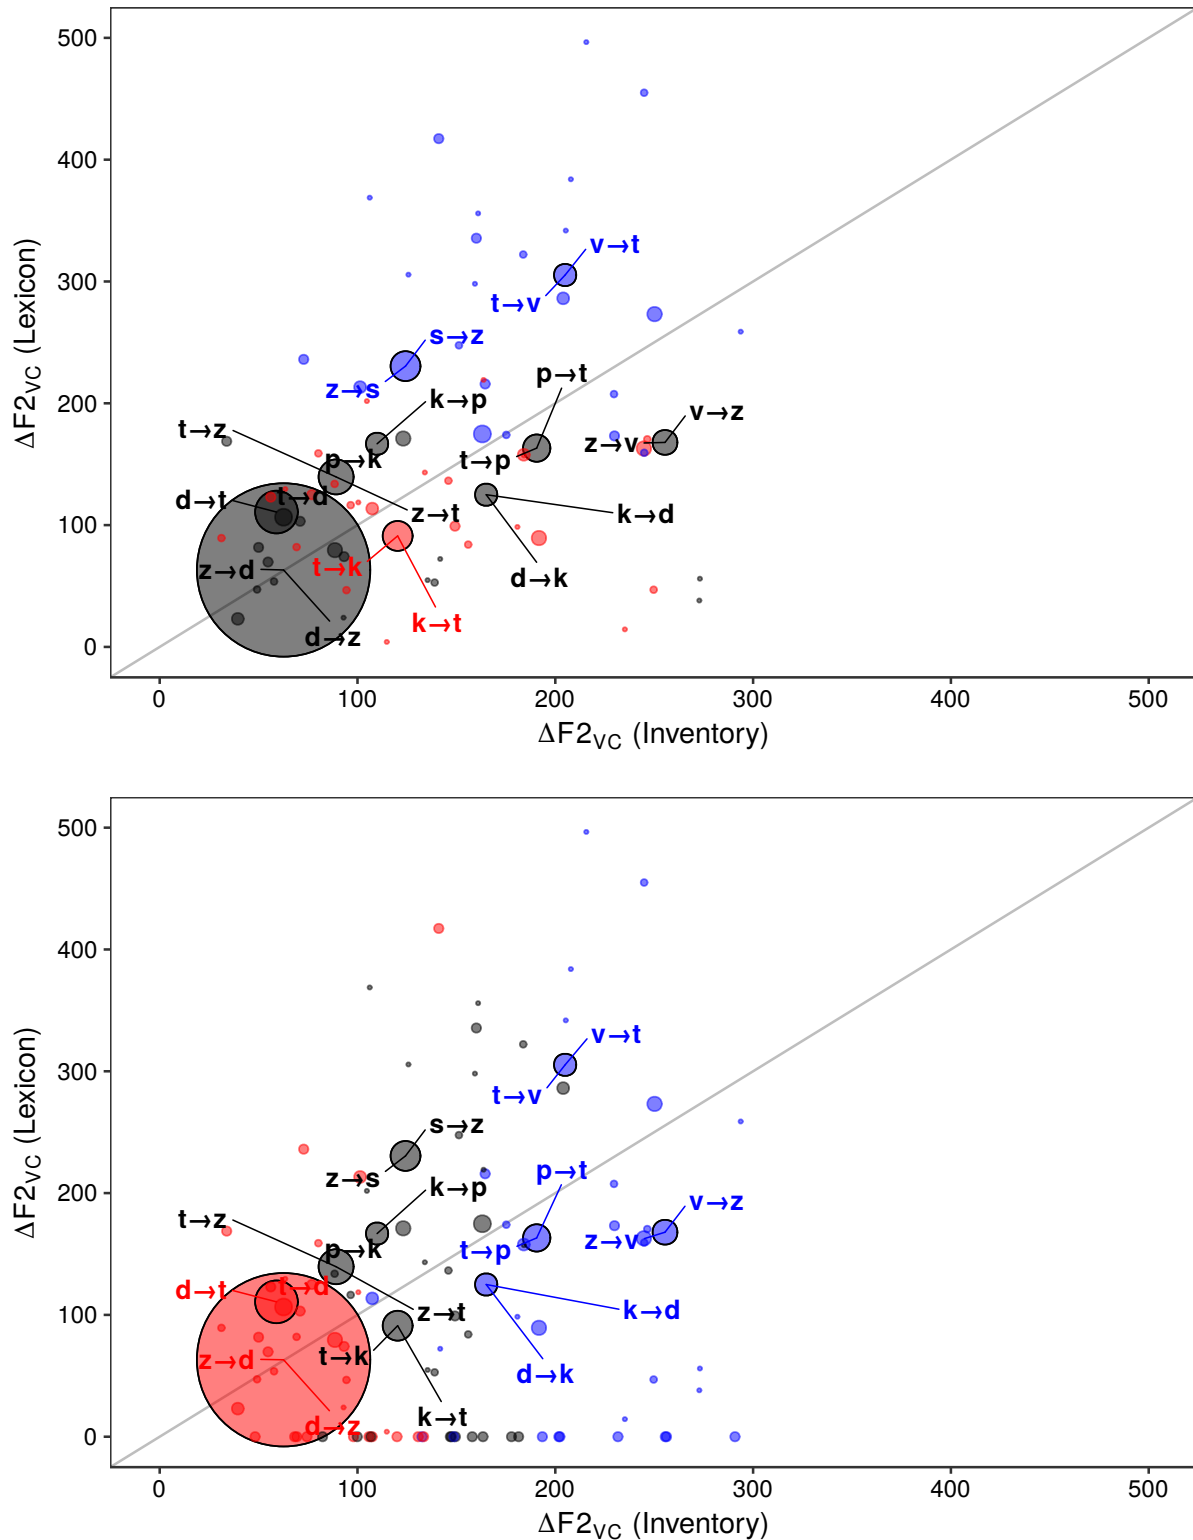 500
400
300
200
100
0
ΔF2VC (Lexicon)
v→t
t→v
s→z
z→s
p→t
k→p
v→z
t→z
z→v
p→k
t→p
d→t
t→d
z→t
k→d
z→d
t→k
d→k
k→t
d→z
0 100 200 300 400 500
ΔF2VC (Inventory)
500
400
300
200
100
0
ΔF2VC (Lexicon)
v→t
t→v
s→z
z→s
p→t
k→p
v→z
t→z
z→v
p→k
t→p
d→t
t→d
z→t
k→d
z→d
t→k
d→k
k→t
d→z
0 100 200 300 400 500
ΔF2VC (Inventory)